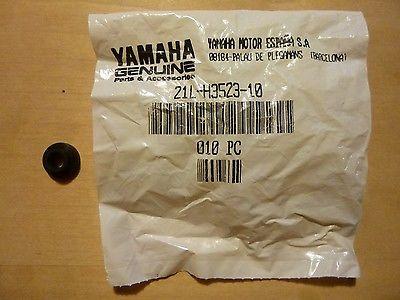 YAMAHA
GENUINE
Parts & Accessories
YAMAHA MOTOR ESPAÑA S.A
08184-PALAU DE PLEGAMANS (BARCELONA)
21L-H3523-10
010 PC